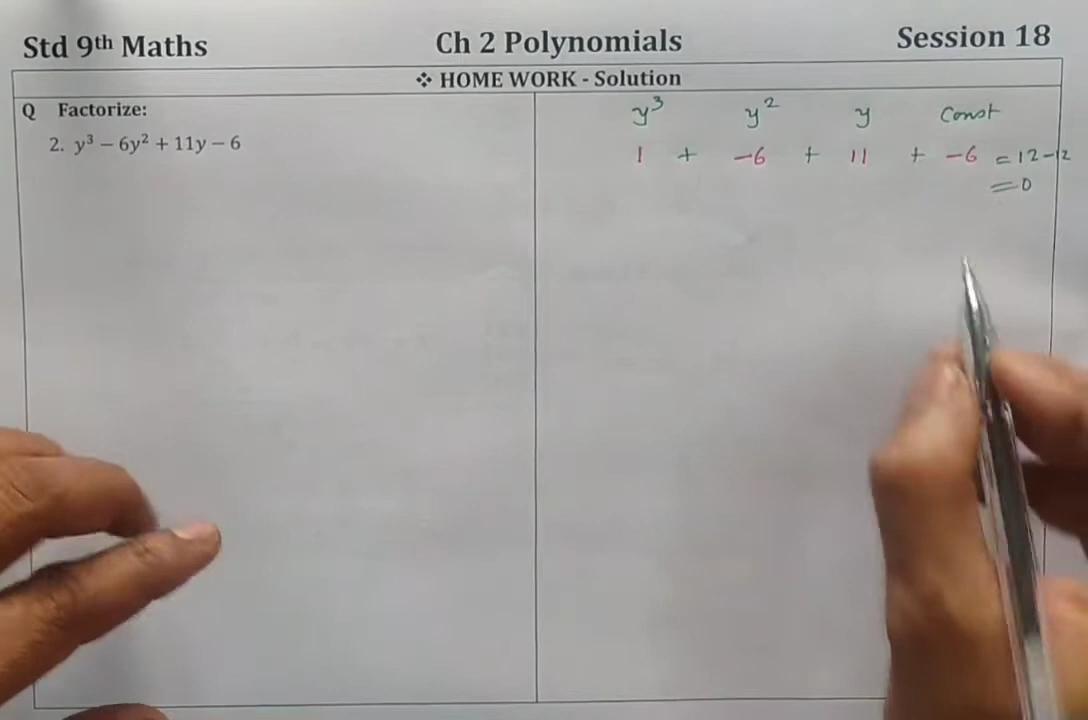 Std 9th Maths Ch 2 Polynomials Session 18
❖ HOME WORK - Solution
Q Factorize:
2. y³ – 6y² + 11y – 6
y³ y² y const
1 + -6 + 11 + -6 = 12-12
= 0